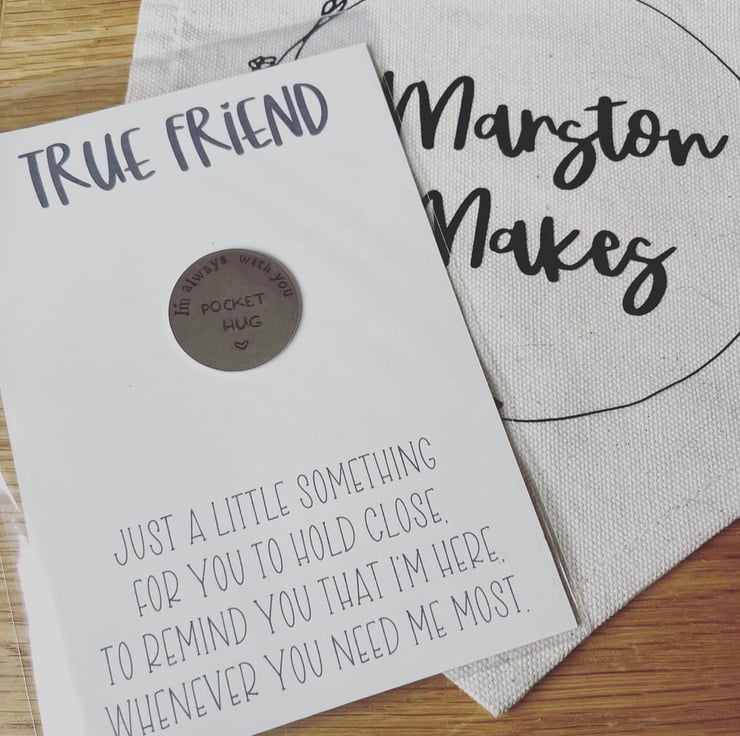 TRUE FRiEND
I'm always with you
POCKET
HUG
JUST A LITTLE SOMETHING
FOR YOU TO HOLD CLOSE,
TO REMIND YOU THAT I'M HERE,
WHENEVER YOU NEED ME MOST.
Marston
Makes